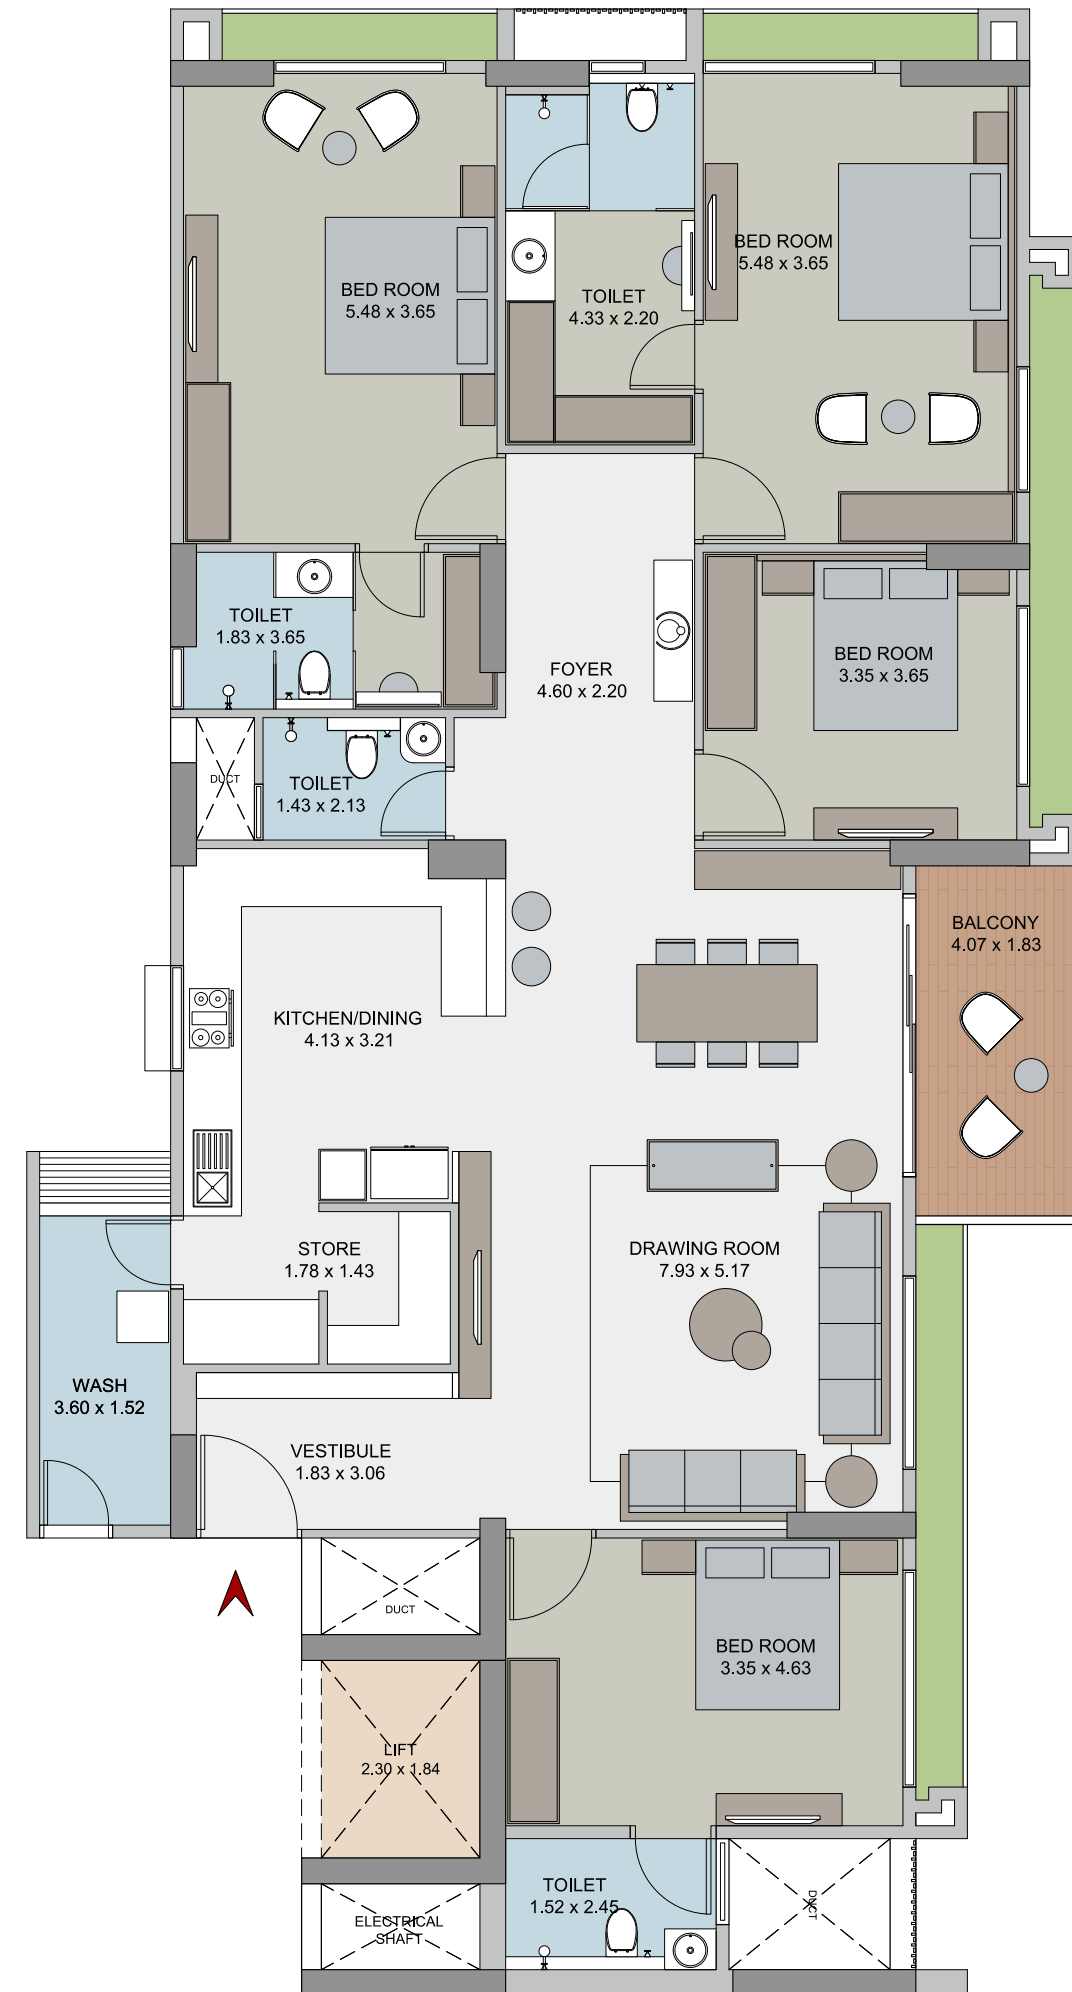 BED ROOM
5.48 x 3.65
TOILET
4.33 x 2.20
BED ROOM
5.48 x 3.65
TOILET
1.83 x 3.65
FOYER
4.60 x 2.20
BED ROOM
3.35 x 3.65
DUCT
TOILET
1.43 x 2.13
BALCONY
4.07 x 1.83
KITCHEN/DINING
4.13 x 3.21
STORE
1.78 x 1.43
DRAWING ROOM
7.93 x 5.17
WASH
3.60 x 1.52
VESTIBULE
1.83 x 3.06
DUCT
BED ROOM
3.35 x 4.63
LIFT
2.30 x 1.84
TOILET
1.52 x 2.45
DUCT
ELECTRICAL
SHAFT